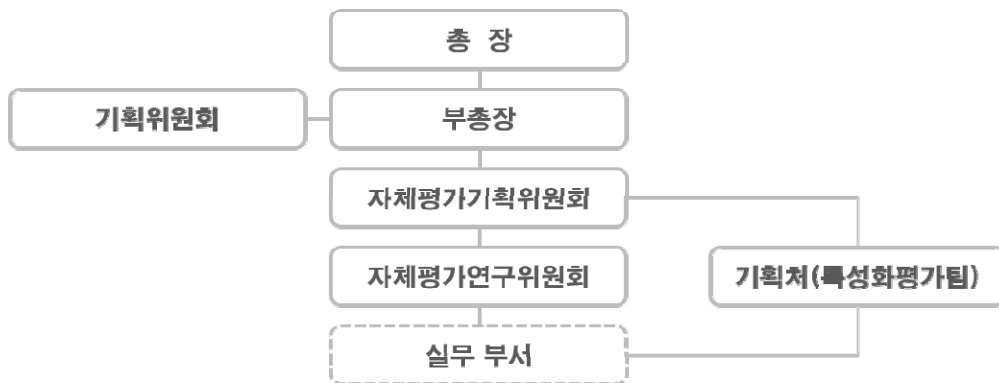 총 장
기획위원회
부총장
자체평가기획위원회
자체평가연구위원회
기획처(특성화평가팀)
실무 부서